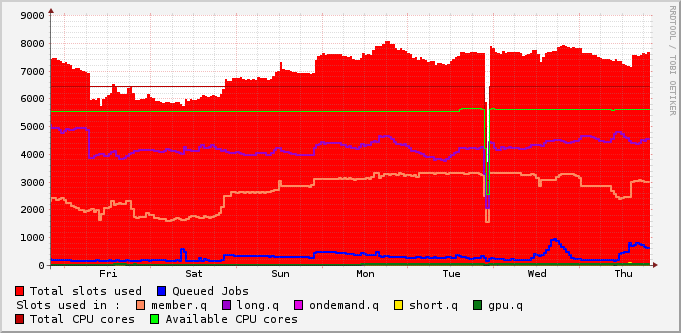 9000
8000
7000
6000
5000
4000
3000
2000
1000
0
Fri Sat Sun Mon Tue Wed Thu
RRDTOOL / TOBI OETIKER
Total slots used Queued Jobs
Slots used in : member.q long.q ondemand.q short.q gpu.q
Total CPU cores Available CPU cores